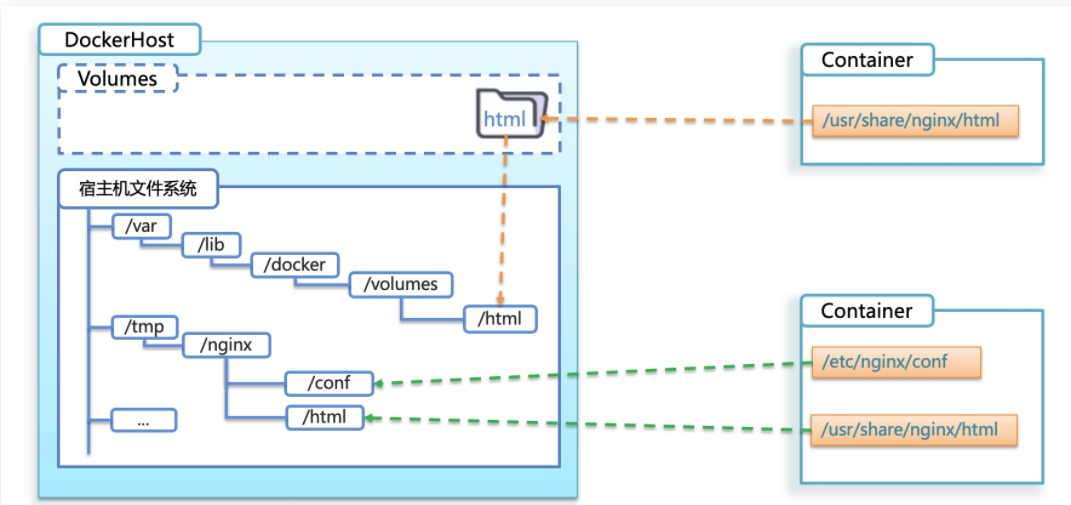 DockerHost
Volumes
html
宿主机文件系统
/var
/lib
/docker
/volumes
/html
/tmp
/nginx
/conf
/html
...
Container
/usr/share/nginx/html
Container
/etc/nginx/conf
/usr/share/nginx/html